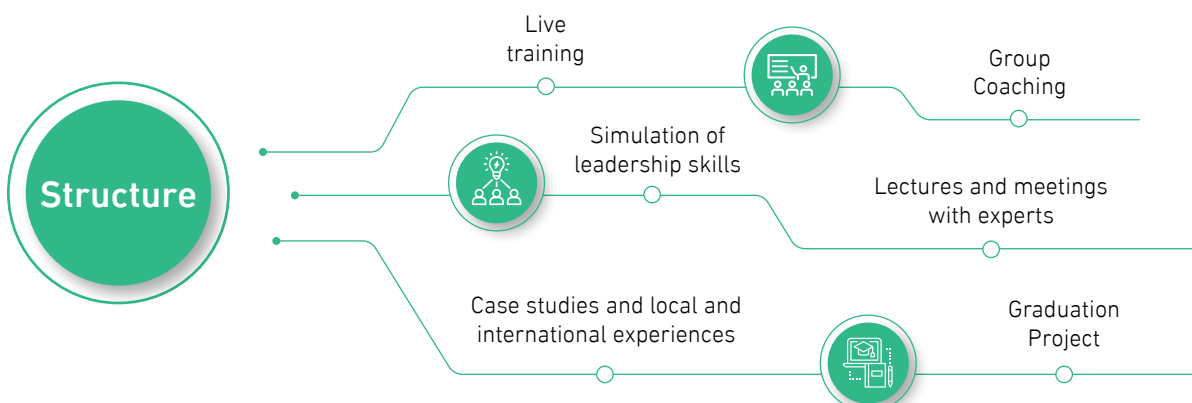 Structure
Live
training
Group
Coaching
Simulation of
leadership skills
Lectures and meetings
with experts
Case studies and local and
international experiences
Graduation
Project